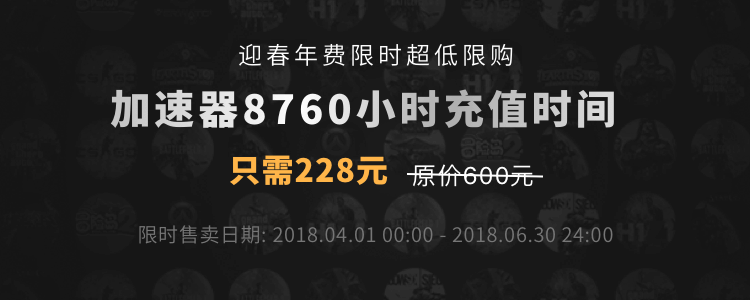 迎春年费限时超低限购
加速器8760小时充值时间
只需228元 原价600元
限时售卖日期: 2018.04.01 00:00 - 2018.06.30 24:00